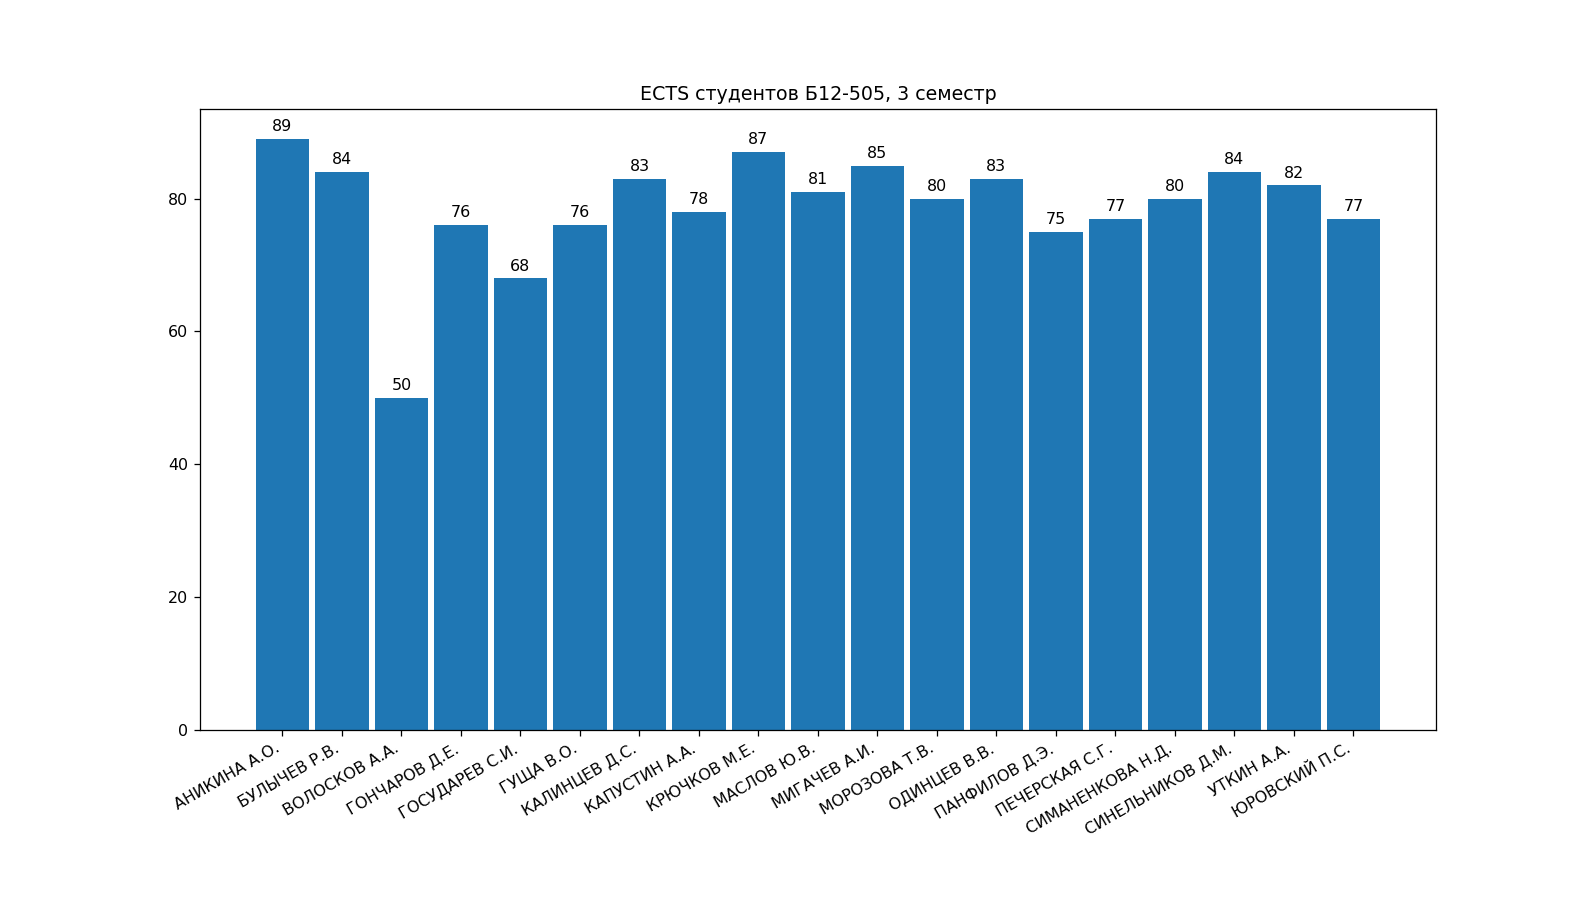 ECTS студентов Б12-505, 3 семестр
89
84
50
76
68
76
83
78
87
81
85
80
83
75
77
80
84
82
77
80
60
40
20
0
АНИКИНА А.О.
БУЛЫЧЕВ Р.В.
ВОЛОСКОВ А.А.
ГОНЧАРОВ Д.Е.
ГОСУДАРЕВ С.И.
ГУЩА В.О.
КАЛИНЦЕВ Д.С.
КАПУСТИН А.А.
КРЮЧКОВ М.Е.
МАСЛОВ Ю.В.
МИГАЧЕВ А.И.
МОРОЗОВА Т.В.
ОДИНЦЕВ В.В.
ПАНФИЛОВ Д.Э.
ПЕЧЕРСКАЯ С.Г.
СИМАНЕНКОВА Н.Д.
СИНЕЛЬНИКОВ Д.М.
УТКИН А.А.
ЮРОВСКИЙ П.С.